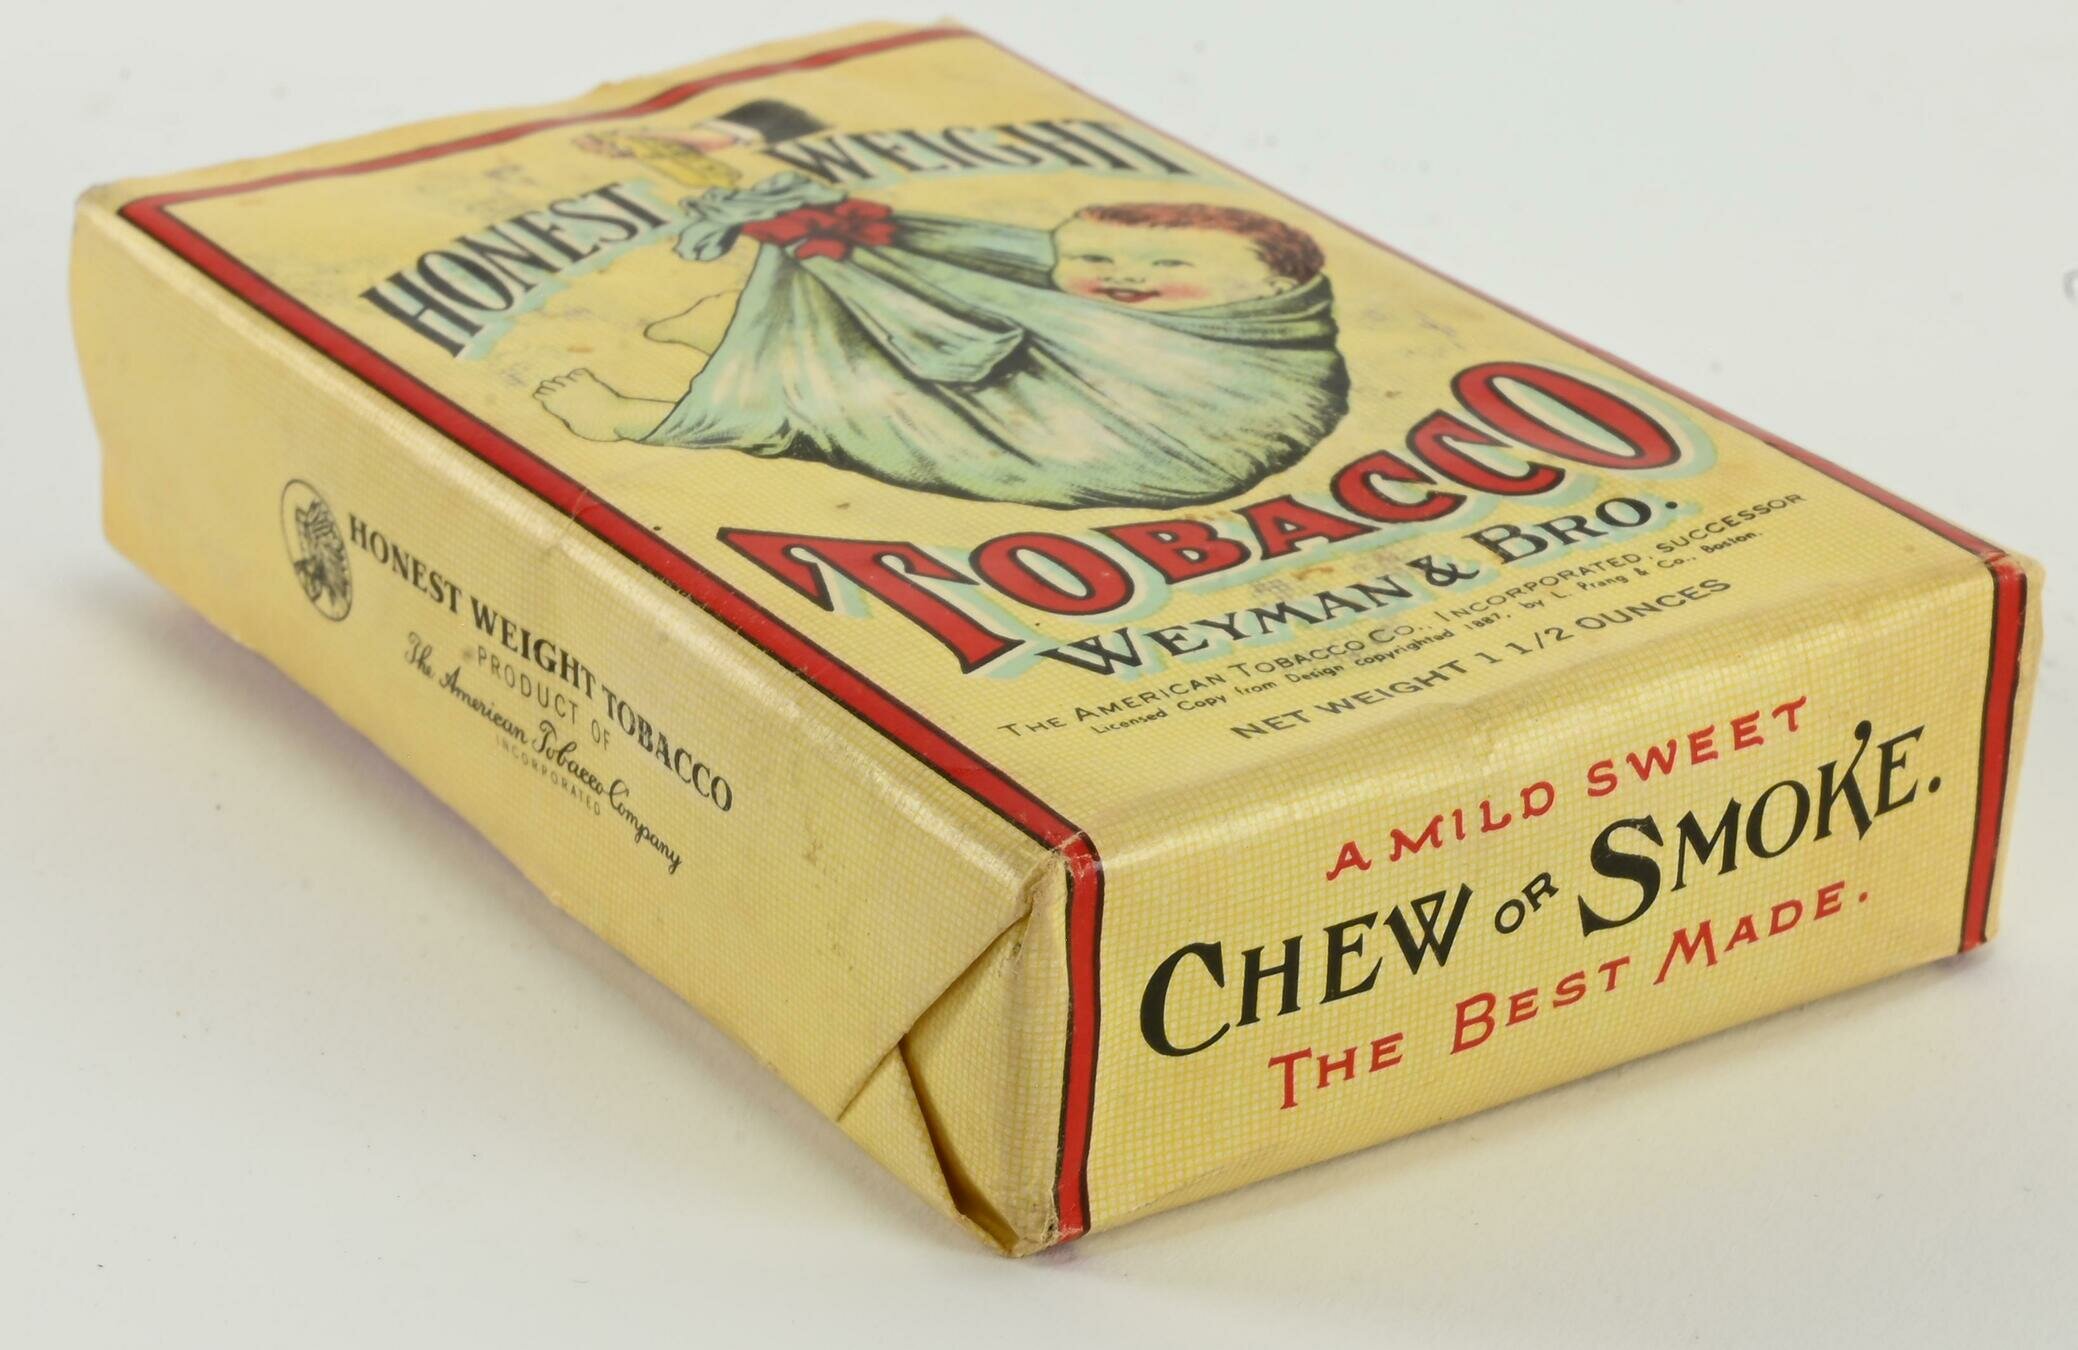 HONEST WEIGHT
TOBACCO
WEYMAN & BRO.
THE AMERICAN TOBACCO CO., INCORPORATED, SUCCESSOR
Licensed Copy from Design copyrighted 1887, by L. Prang & Co., Boston.
NET WEIGHT 1 1/2 OUNCES
A MILD SWEET
CHEW OR SMOKE.
THE BEST MADE.
HONEST WEIGHT TOBACCO
PRODUCT OF
The American Tobacco Company
INCORPORATED